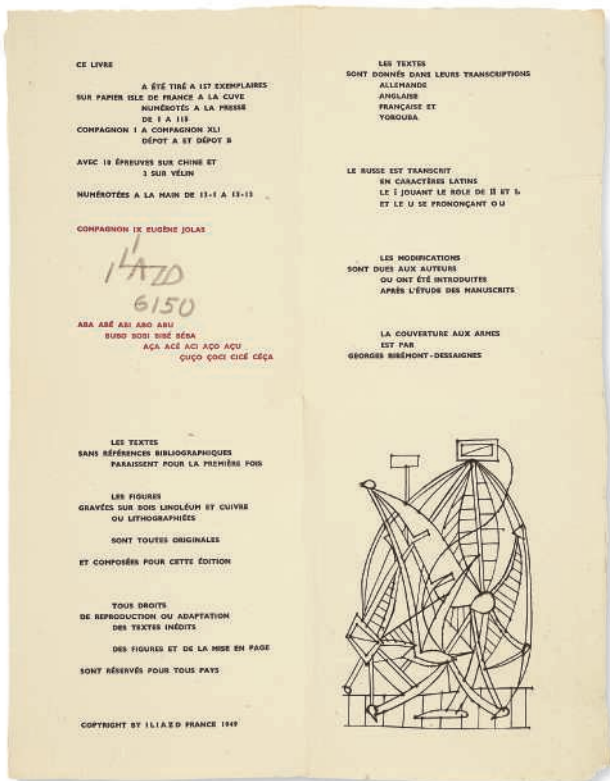 CE LIVRE
A ÉTÉ TIRÉ A 157 EXEMPLAIRES
SUR PAPIER ISLE DE FRANCE A LA CUVE
NUMÉROTÉS A LA PRESSE
DE 1 A 115
COMPAGNON I A COMPAGNON XLI
DÉPOT A ET DÉPOT B
AVEC 10 ÉPREUVES SUR CHINE ET
3 SUR VÉLIN
NUMÉROTÉES A LA MAIN DE 13-1 A 13-13
COMPAGNON IX EUGÈNE JOLAS
ILIAZD
6150
ABA ABÉ ABI ABO ABU
BUBO BOBI BIBÉ BÉBA
AÇA ACÉ ACI AÇO AÇU
ÇUÇO ÇOCI CICÉ CÉÇA
LES TEXTES
SANS RÉFÉRENCES BIBLIOGRAPHIQUES
PARAISSENT POUR LA PREMIÈRE FOIS
LES FIGURES
GRAVÉES SUR BOIS LINOLÉUM ET CUIVRE
OU LITHOGRAPHIÉES
SONT TOUTES ORIGINALES
ET COMPOSÉES POUR CETTE ÉDITION
TOUS DROITS
DE REPRODUCTION OU ADAPTATION
DES TEXTES INÉDITS
DES FIGURES ET DE LA MISE EN PAGE
SONT RÉSERVÉS POUR TOUS PAYS
COPYRIGHT BY ILIAZD FRANCE 1949
LES TEXTES
SONT DONNÉS DANS LEURS TRANSCRIPTIONS
ALLEMANDE
ANGLAISE
FRANÇAISE ET
YOROUBA
LE RUSSE EST TRANSCRIT
EN CARACTÈRES LATINS
LE Ï JOUANT LE ROLE DE Й ET Ь
ET LE U SE PRONONÇANT OU
LES MODIFICATIONS
SONT DUES AUX AUTEURS
OU ONT ÉTÉ INTRODUITES
APRÈS L'ÉTUDE DES MANUSCRITS
LA COUVERTURE AUX ARMES
EST PAR
GEORGES RIBÉMONT-DESSAIGNES